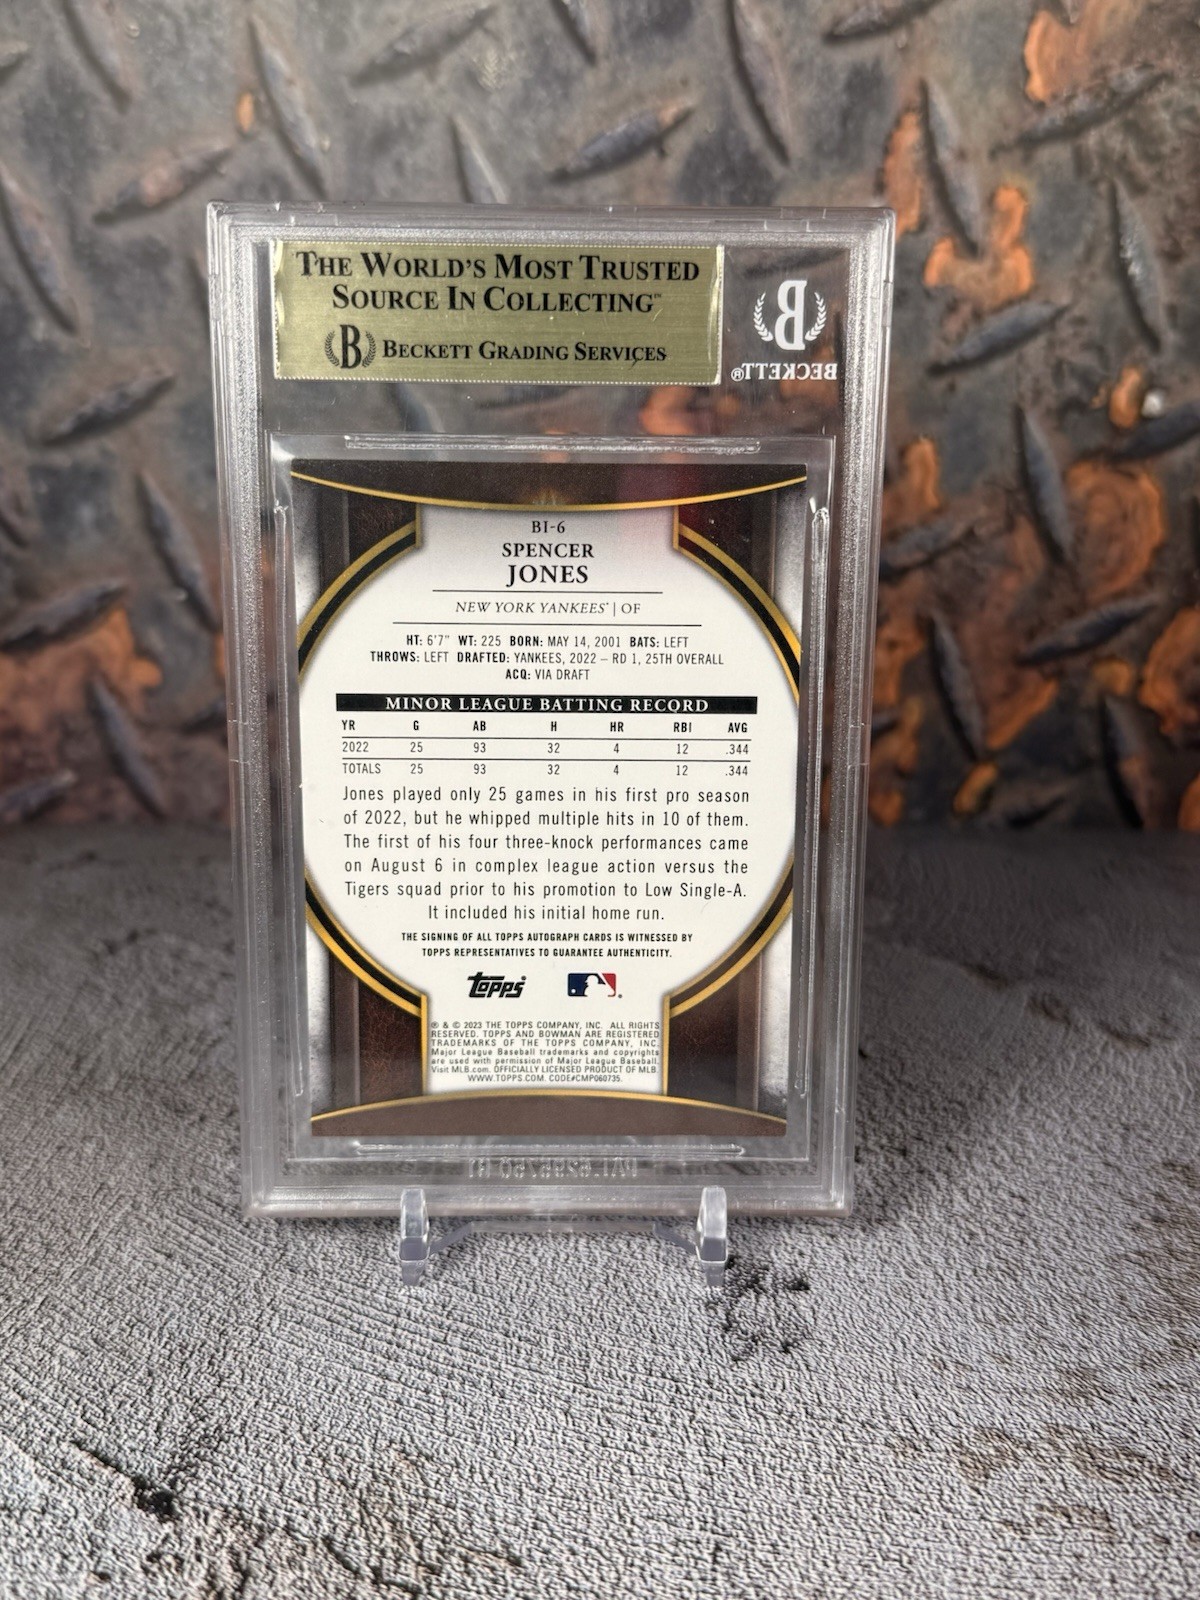 THE WORLD'S MOST TRUSTED
SOURCE IN COLLECTING™
B BECKETT GRADING SERVICES
B
BECKETT®
BI-6
SPENCER
JONES
NEW YORK YANKEES® | OF
HT: 6'7" WT: 225 BORN: MAY 14, 2001 BATS: LEFT
THROWS: LEFT DRAFTED: YANKEES, 2022 – RD 1, 25TH OVERALL
ACQ: VIA DRAFT
MINOR LEAGUE BATTING RECORD
YR G AB H HR RBI AVG
2022 25 93 32 4 12 .344
TOTALS 25 93 32 4 12 .344
Jones played only 25 games in his first pro season
of 2022, but he whipped multiple hits in 10 of them.
The first of his four three-knock performances came
on August 6 in complex league action versus the
Tigers squad prior to his promotion to Low Single-A.
It included his initial home run.
THE SIGNING OF ALL TOPPS AUTOGRAPH CARDS IS WITNESSED BY
TOPPS REPRESENTATIVES TO GUARANTEE AUTHENTICITY.
topps®
® & © 2023 THE TOPPS COMPANY, INC. ALL RIGHTS
RESERVED. TOPPS AND BOWMAN ARE REGISTERED
TRADEMARKS OF THE TOPPS COMPANY, INC.
Major League Baseball trademarks and copyrights
are used with permission of Major League Baseball.
Visit MLB.com. OFFICIALLY LICENSED PRODUCT OF MLB.
WWW.TOPPS.COM. CODE#CMP060735.